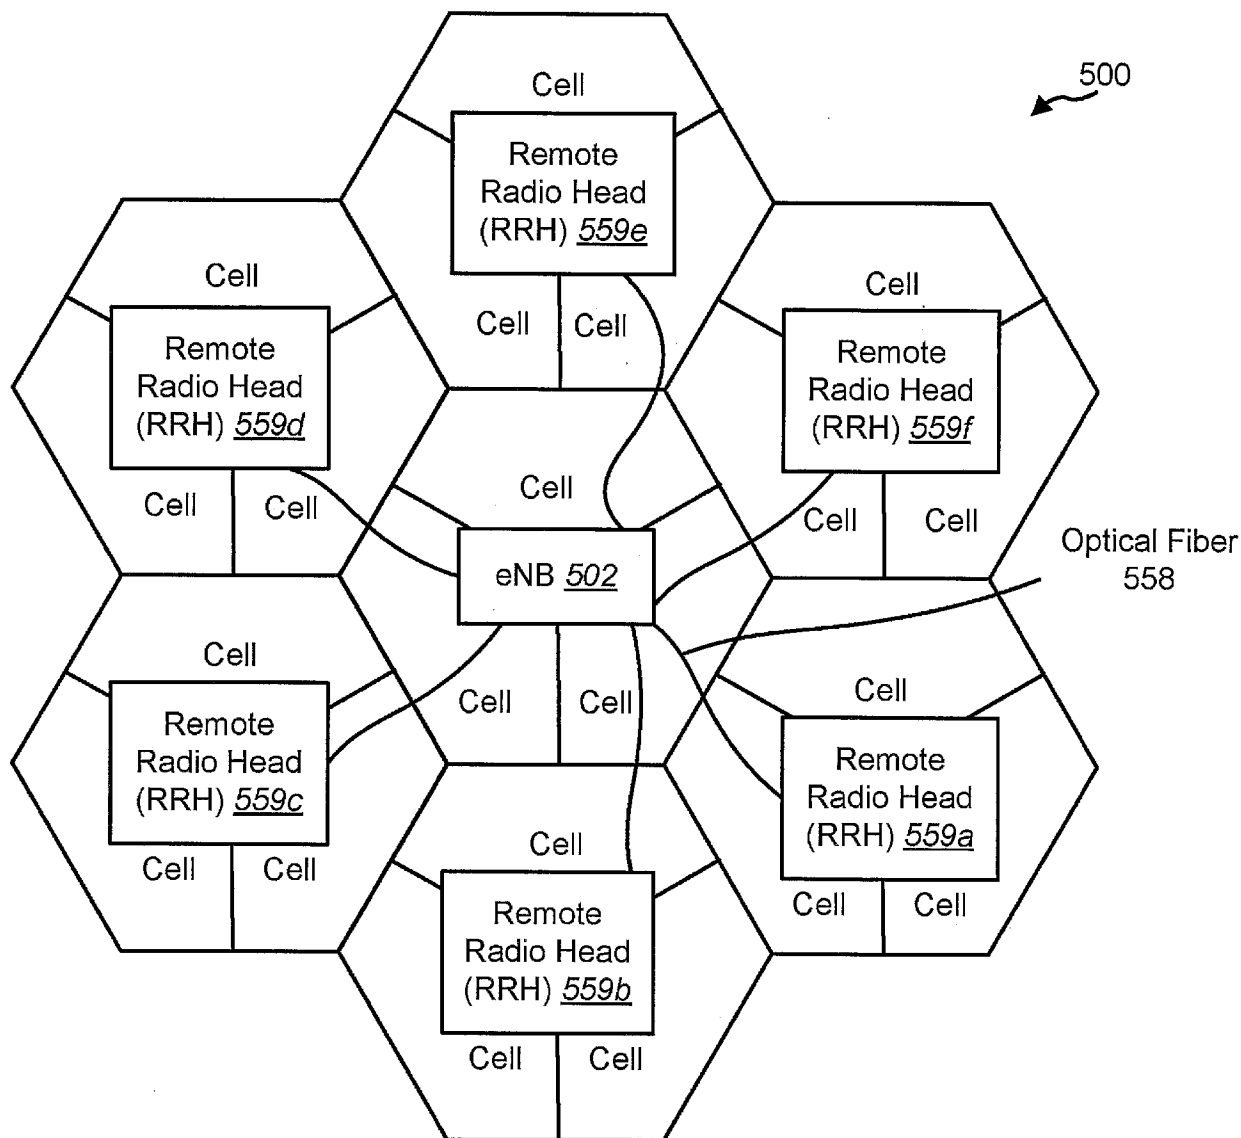 500
Cell
Remote
Radio Head
(RRH) 559e
Cell
Cell
Cell
Remote
Radio Head
(RRH) 559d
Cell
Cell
Cell
Remote
Radio Head
(RRH) 559f
Cell
Cell
Cell
eNB 502
Cell
Cell
Optical Fiber
558
Cell
Remote
Radio Head
(RRH) 559c
Cell
Cell
Cell
Remote
Radio Head
(RRH) 559a
Cell
Cell
Cell
Remote
Radio Head
(RRH) 559b
Cell
Cell